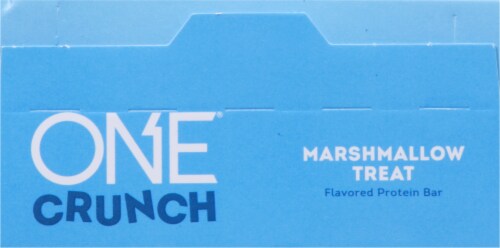 ONE®
CRUNCH
MARSHMALLOW
TREAT
Flavored Protein Bar